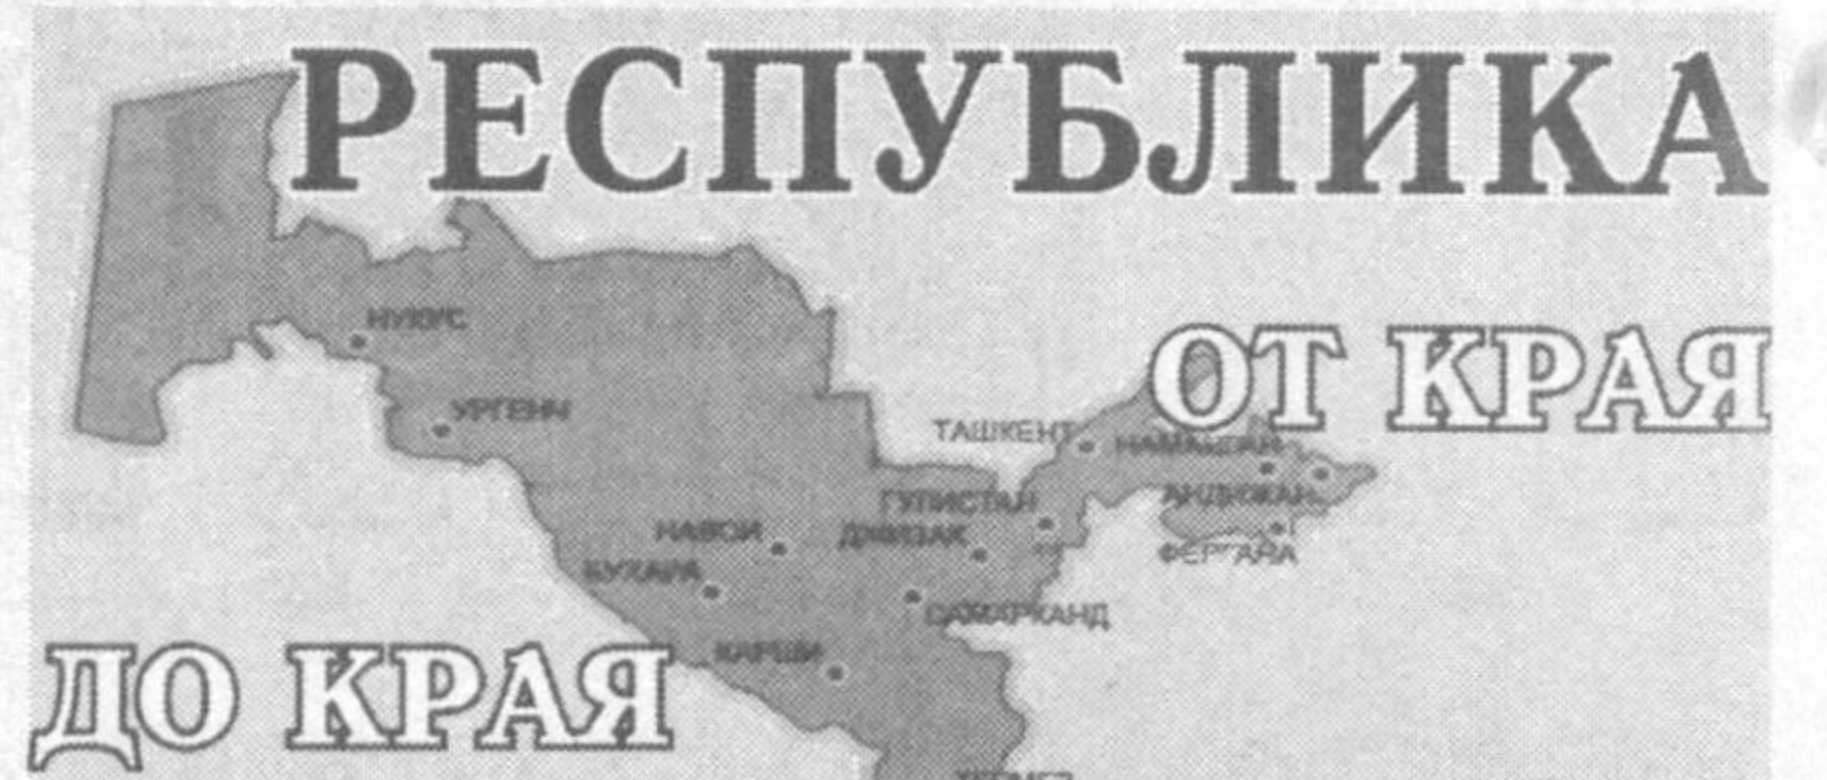 РЕСПУБЛИКА
ОТ КРАЯ
ДО КРАЯ
НУКУС
УРГЕНЧ
ТАШКЕНТ
НАМАНГАН
ГУЛИСТАН
АНДИЖАН
НАВОИ
ДЖИЗАК
ФЕРГАНА
БУХАРА
САМАРКАНД
КАРШИ